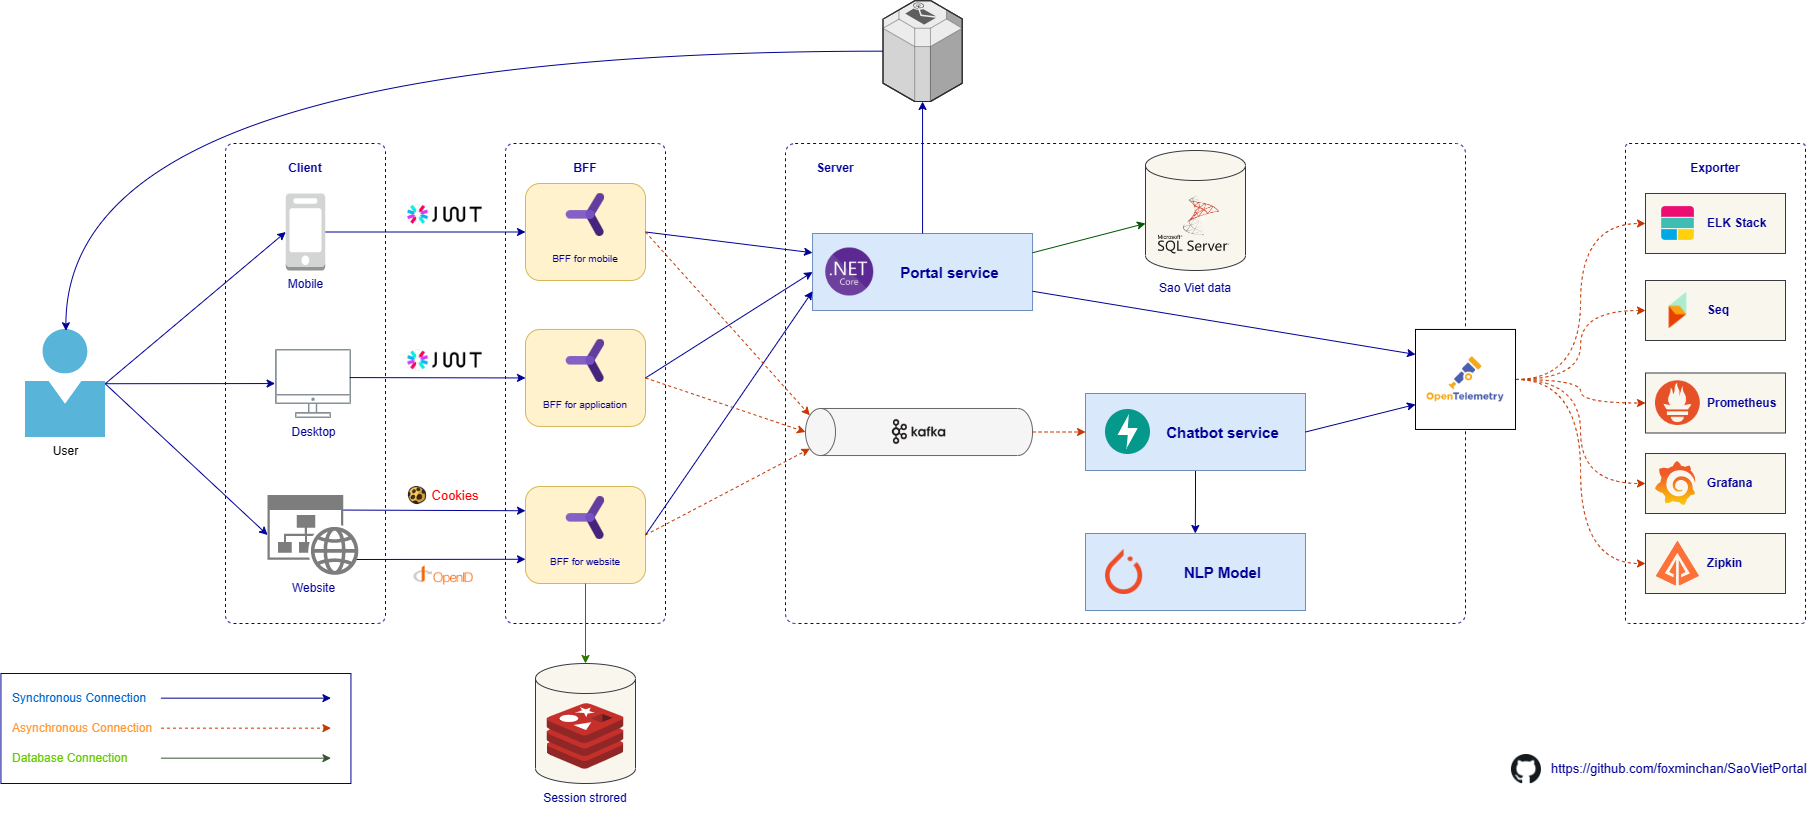 Client
BFF
Server
Exporter
JWT
BFF for mobile
Mobile
.NET
Core
Portal service
Microsoft
SQL Server
Sao Viet data
ELK Stack
Seq
JWT
BFF for application
Desktop
User
kafka
Chatbot service
OpenTelemetry
Prometheus
Cookies
Grafana
OpenID
BFF for website
Website
NLP Model
Zipkin
Synchronous Connection
Asynchronous Connection
Database Connection
Session strored
https://github.com/foxminchan/SaoVietPortal